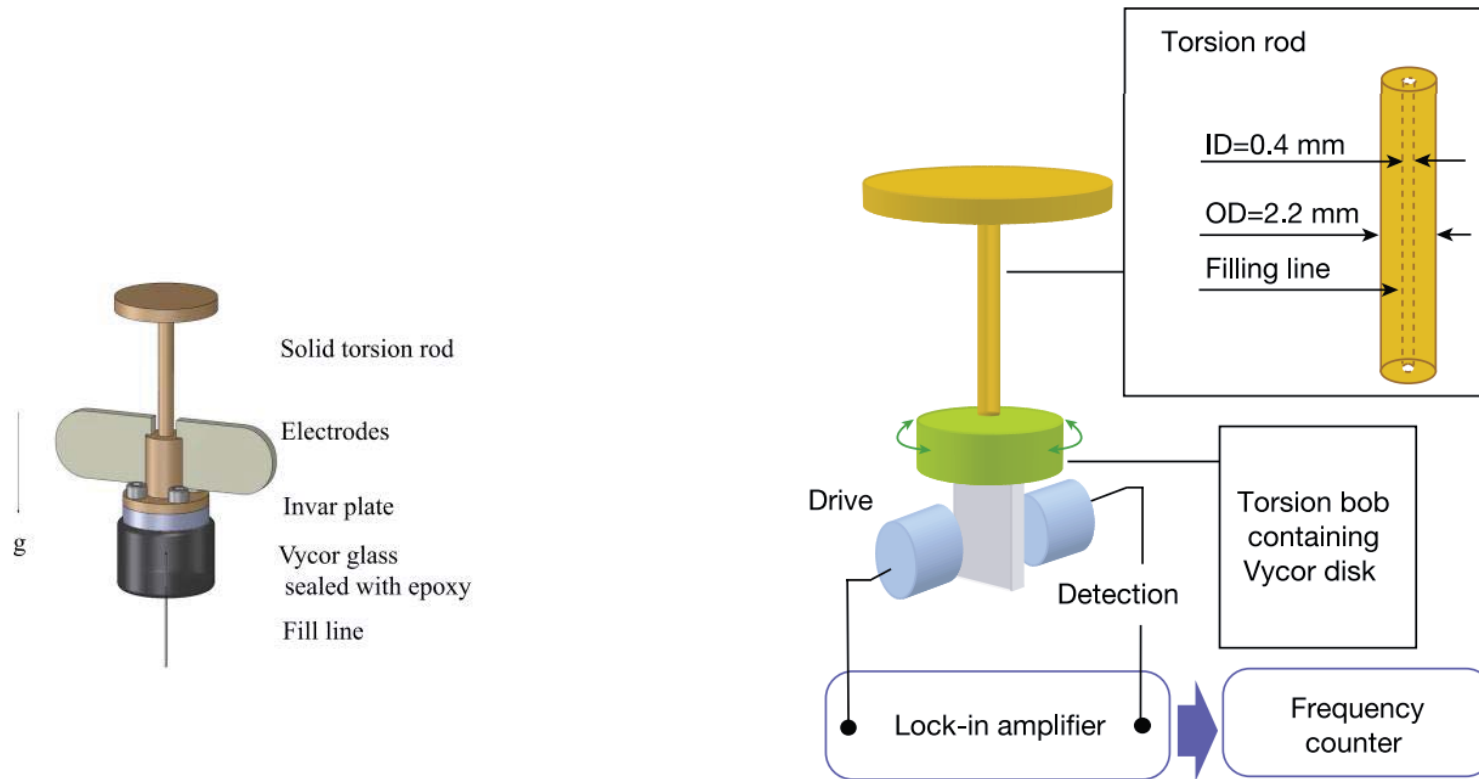 Solid torsion rod
Electrodes
Invar plate
g
Vycor glass
sealed with epoxy
Fill line
Torsion rod
ID=0.4 mm
OD=2.2 mm
Filling line
Drive
Detection
Torsion bob
containing
Vycor disk
Lock-in amplifier
Frequency
counter